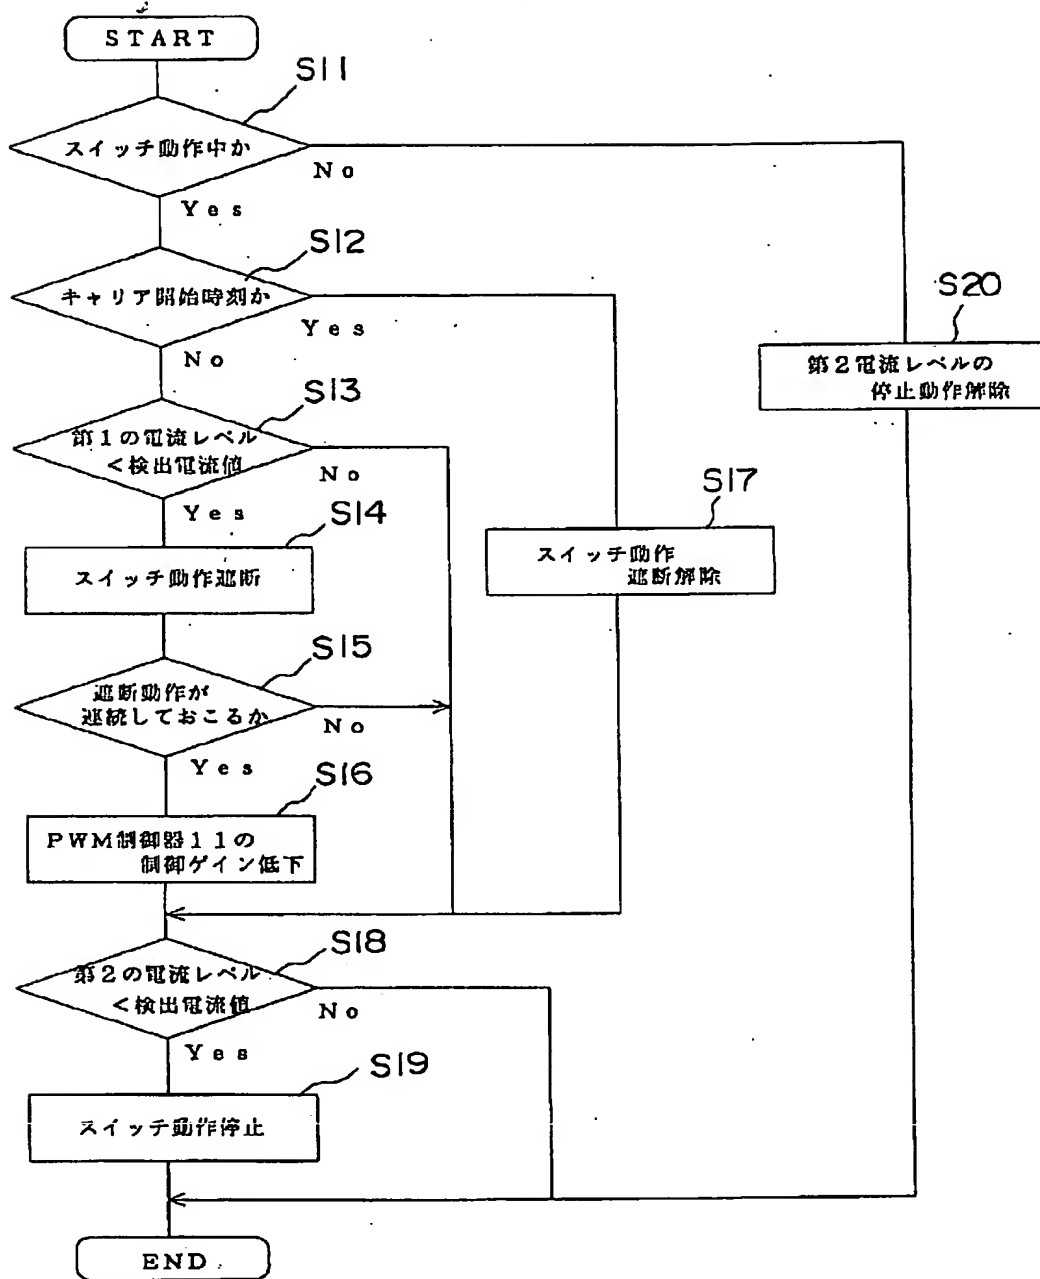 START
S11
スイッチ動作中か
No
Yes
S12
キャリア開始時刻か
Yes
No
S20
第2電流レベルの
停止動作解除
S13
第1の電流レベル
<検出電流値
No
Yes
S14
スイッチ動作遮断
S17
スイッチ動作
遮断解除
S15
遮断動作が
連続しておこるか
No
Yes
S16
PWM制御器11の
制御ゲイン低下
S18
第2の電流レベル
<検出電流値
No
Yes
S19
スイッチ動作停止
END